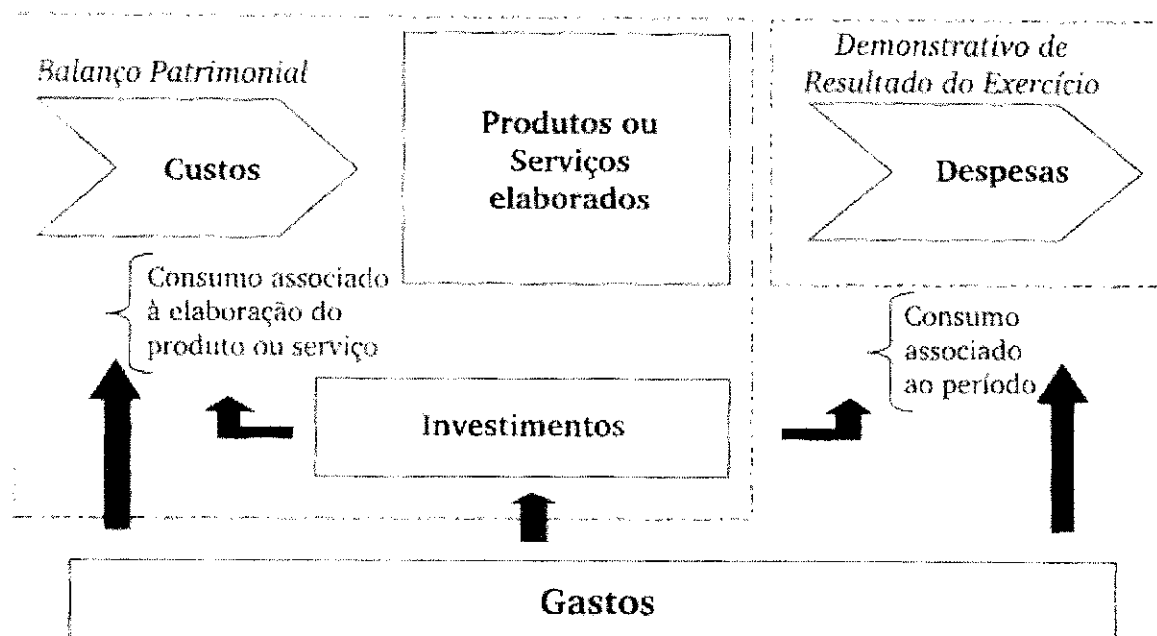 Balanço Patrimonial
Custos
Produtos ou
Serviços
elaborados
Demonstrativo de
Resultado do Exercício
Despesas
Consumo associado
à elaboração do
produto ou serviço
Consumo
associado
ao período
Investimentos
Gastos